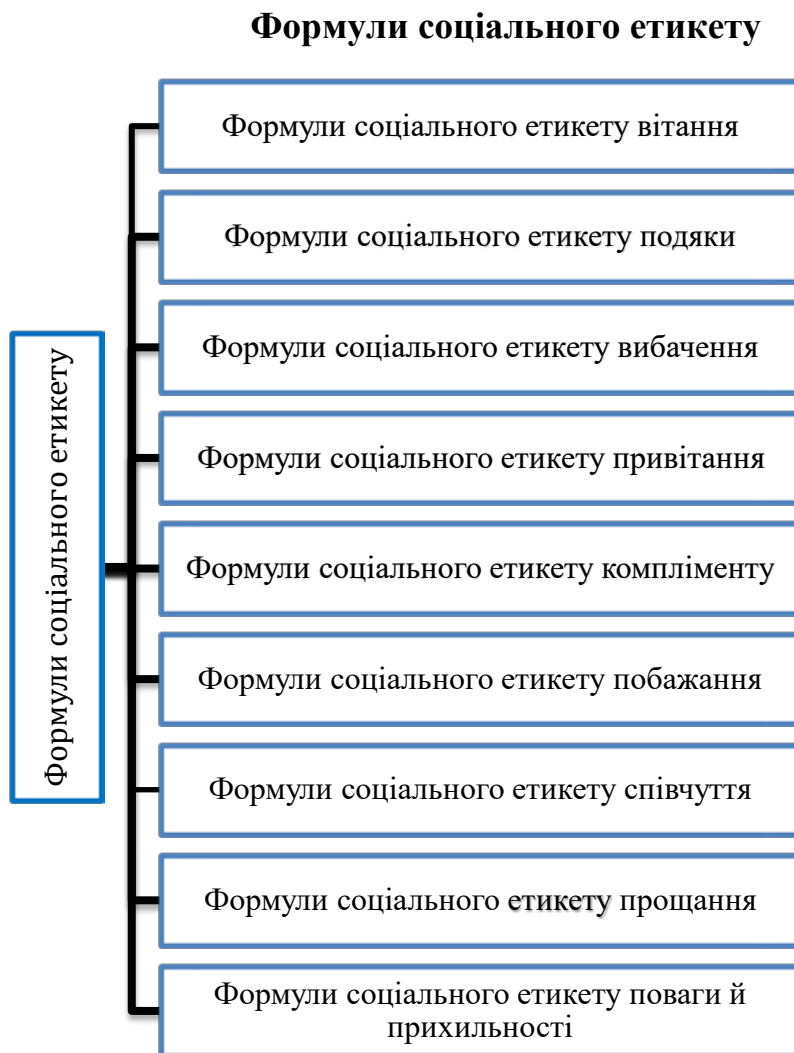 Формули соціального етикету
Формули соціального етикету
Формули соціального етикету вітання
Формули соціального етикету подяки
Формули соціального етикету вибачення
Формули соціального етикету привітання
Формули соціального етикету компліменту
Формули соціального етикету побажання
Формули соціального етикету співчуття
Формули соціального етикету прощання
Формули соціального етикету поваги й
прихильності